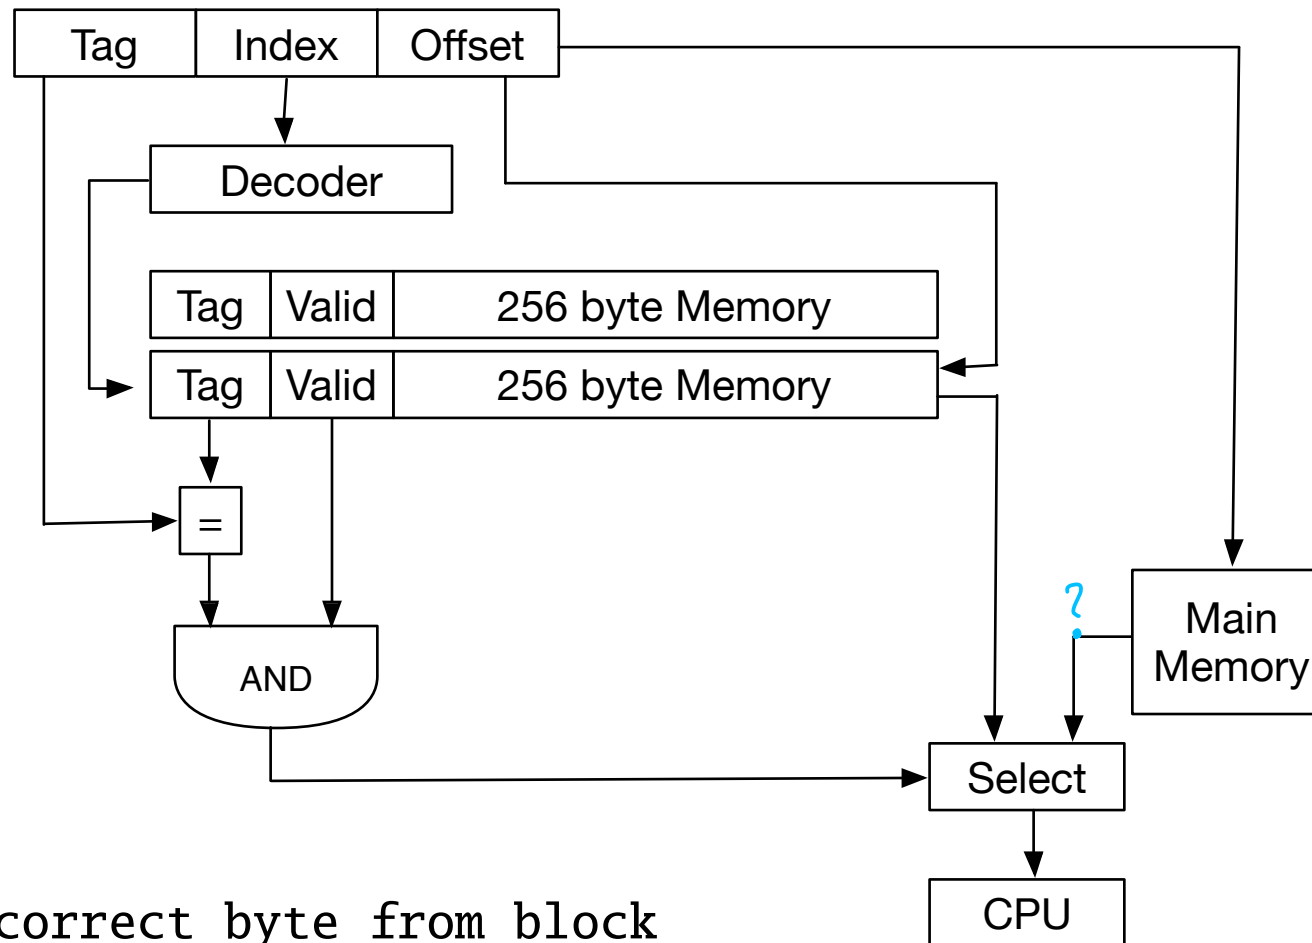 Tag Index Offset
Decoder
Tag Valid 256 byte Memory
Tag Valid 256 byte Memory
=
?
Main
Memory
AND
Select
CPU
correct byte from block